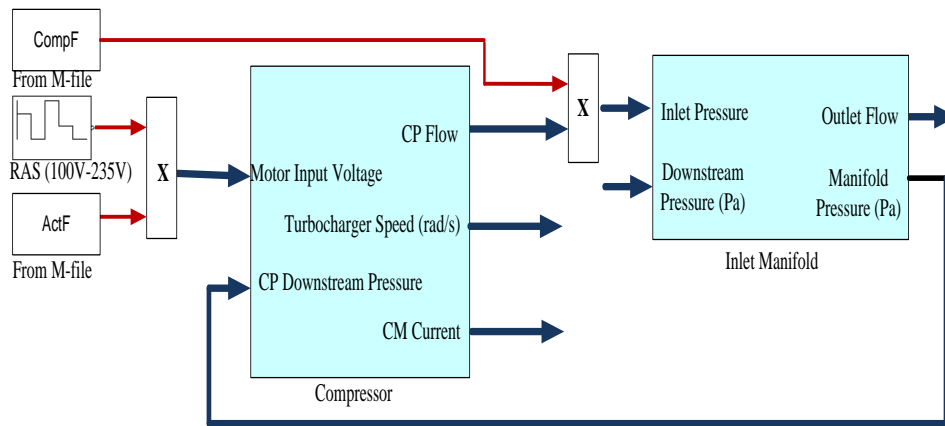 CompF
From M-file
RAS (100V-235V)
ActF
From M-file
X
Motor Input Voltage
CP Downstream Pressure
CP Flow
Turbocharger Speed (rad/s)
CM Current
Compressor
X
Inlet Pressure
Downstream
Pressure (Pa)
Outlet Flow
Manifold
Pressure (Pa)
Inlet Manifold